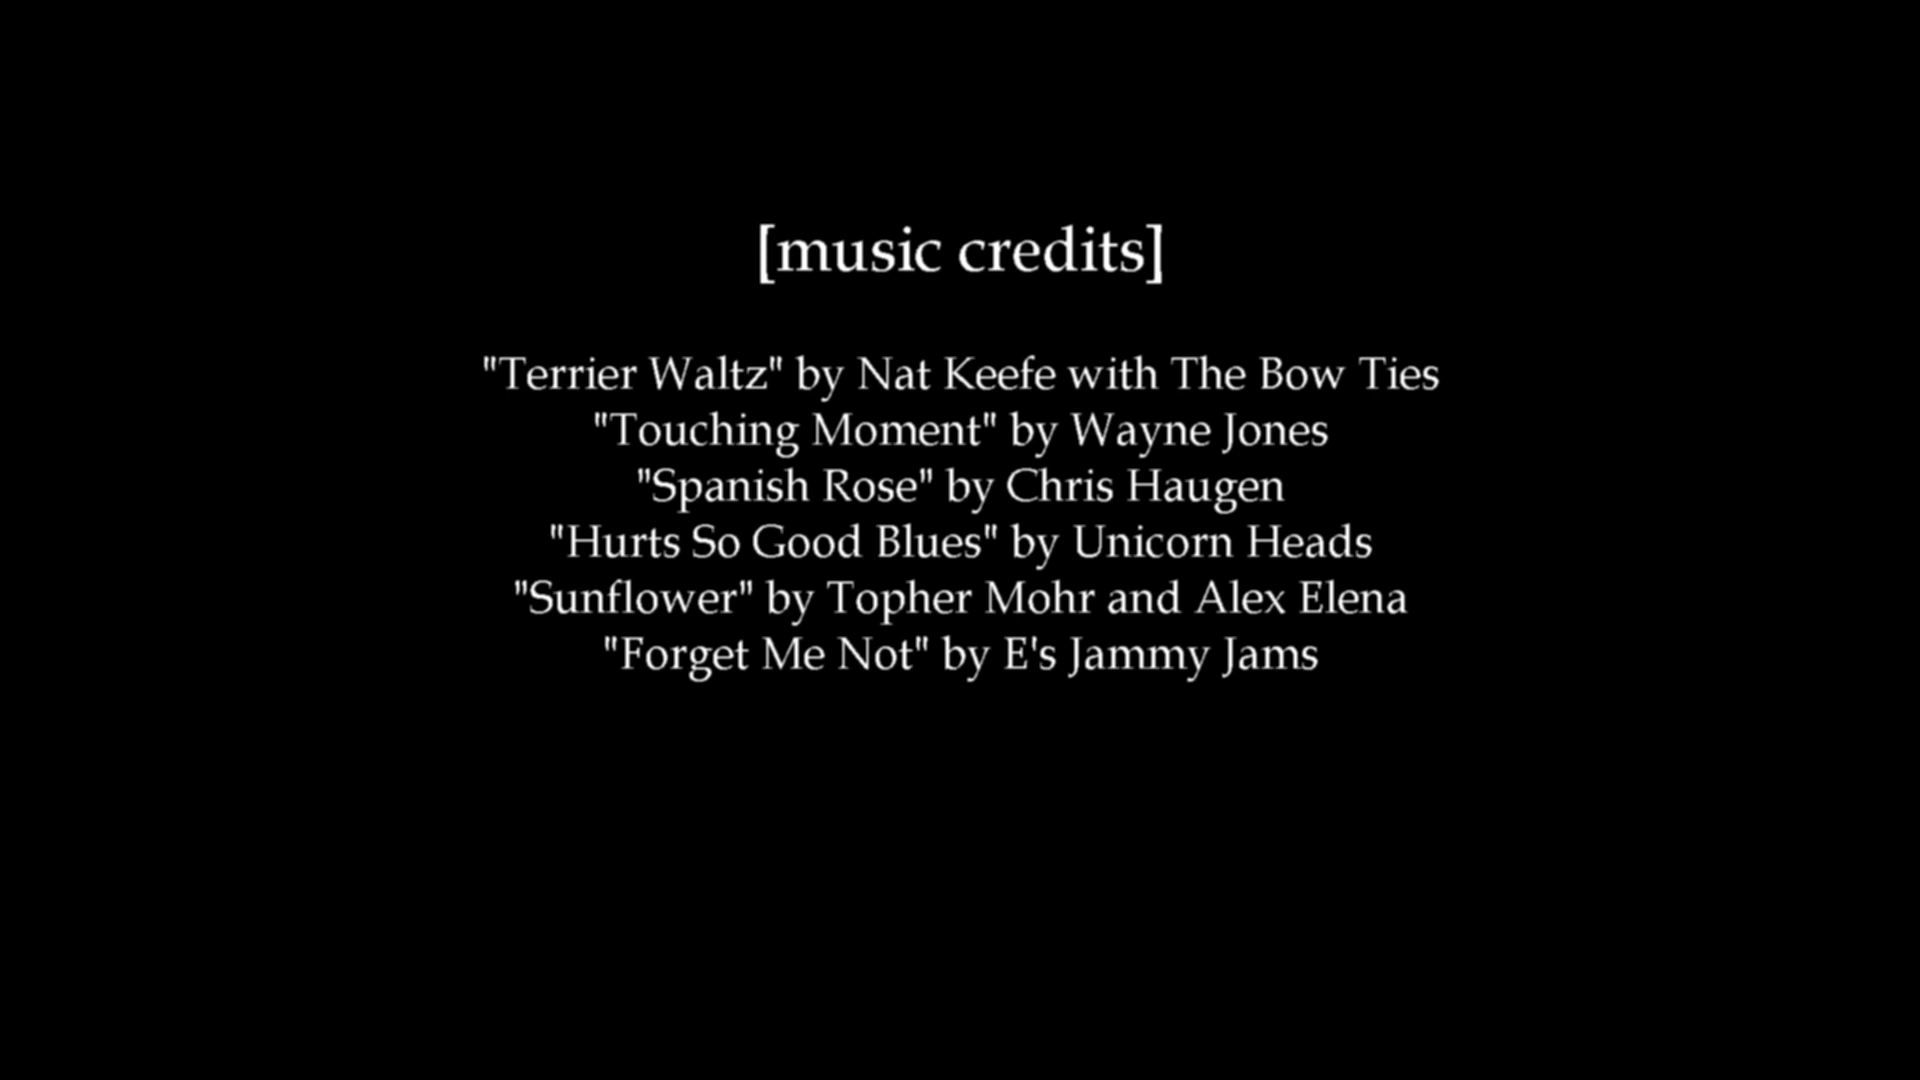 [music credits]
"Terrier Waltz" by Nat Keefe with The Bow Ties
"Touching Moment" by Wayne Jones
"Spanish Rose" by Chris Haugen
"Hurts So Good Blues" by Unicorn Heads
"Sunflower" by Topher Mohr and Alex Elena
"Forget Me Not" by E's Jammy Jams